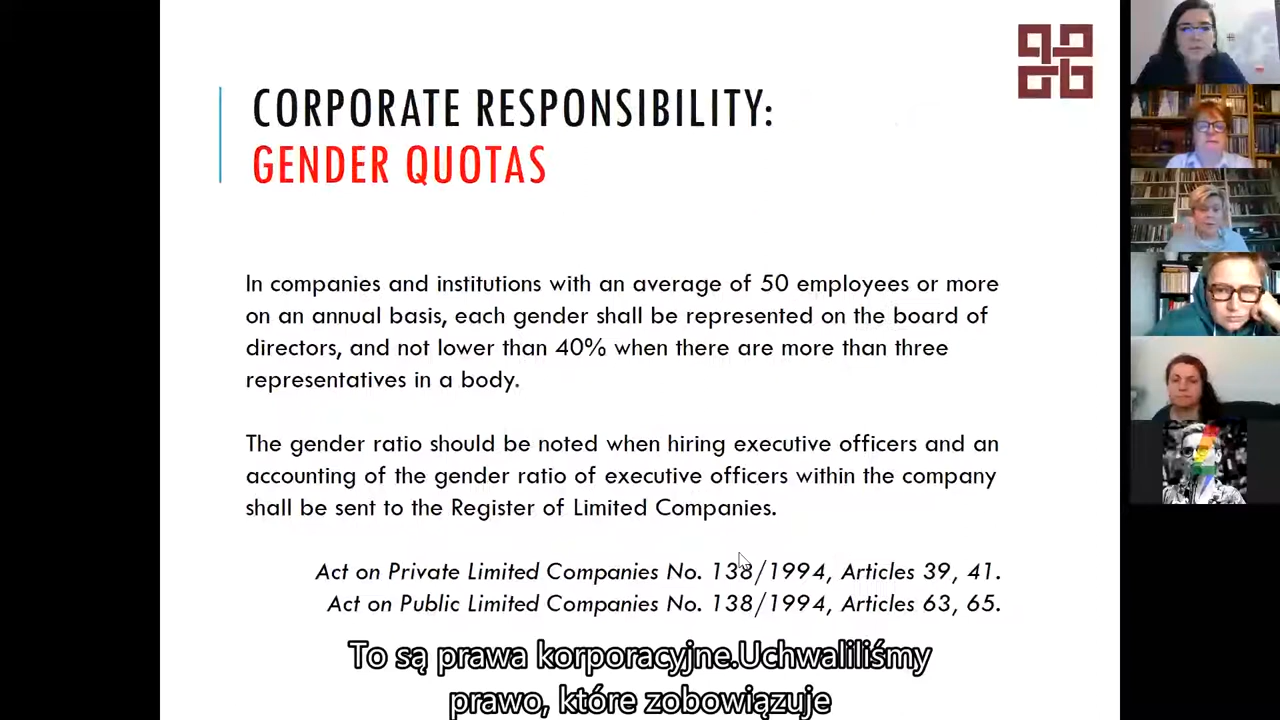 CORPORATE RESPONSIBILITY:
GENDER QUOTAS
In companies and institutions with an average of 50 employees or more
on an annual basis, each gender shall be represented on the board of
directors, and not lower than 40% when there are more than three
representatives in a body.
The gender ratio should be noted when hiring executive officers and an
accounting of the gender ratio of executive officers within the company
shall be sent to the Register of Limited Companies.
Act on Private Limited Companies No. 138/1994, Articles 39, 41.
Act on Public Limited Companies No. 138/1994, Articles 63, 65.
To są prawa korporacyjne.Uchwaliliśmy
prawo, które zobowiązuje